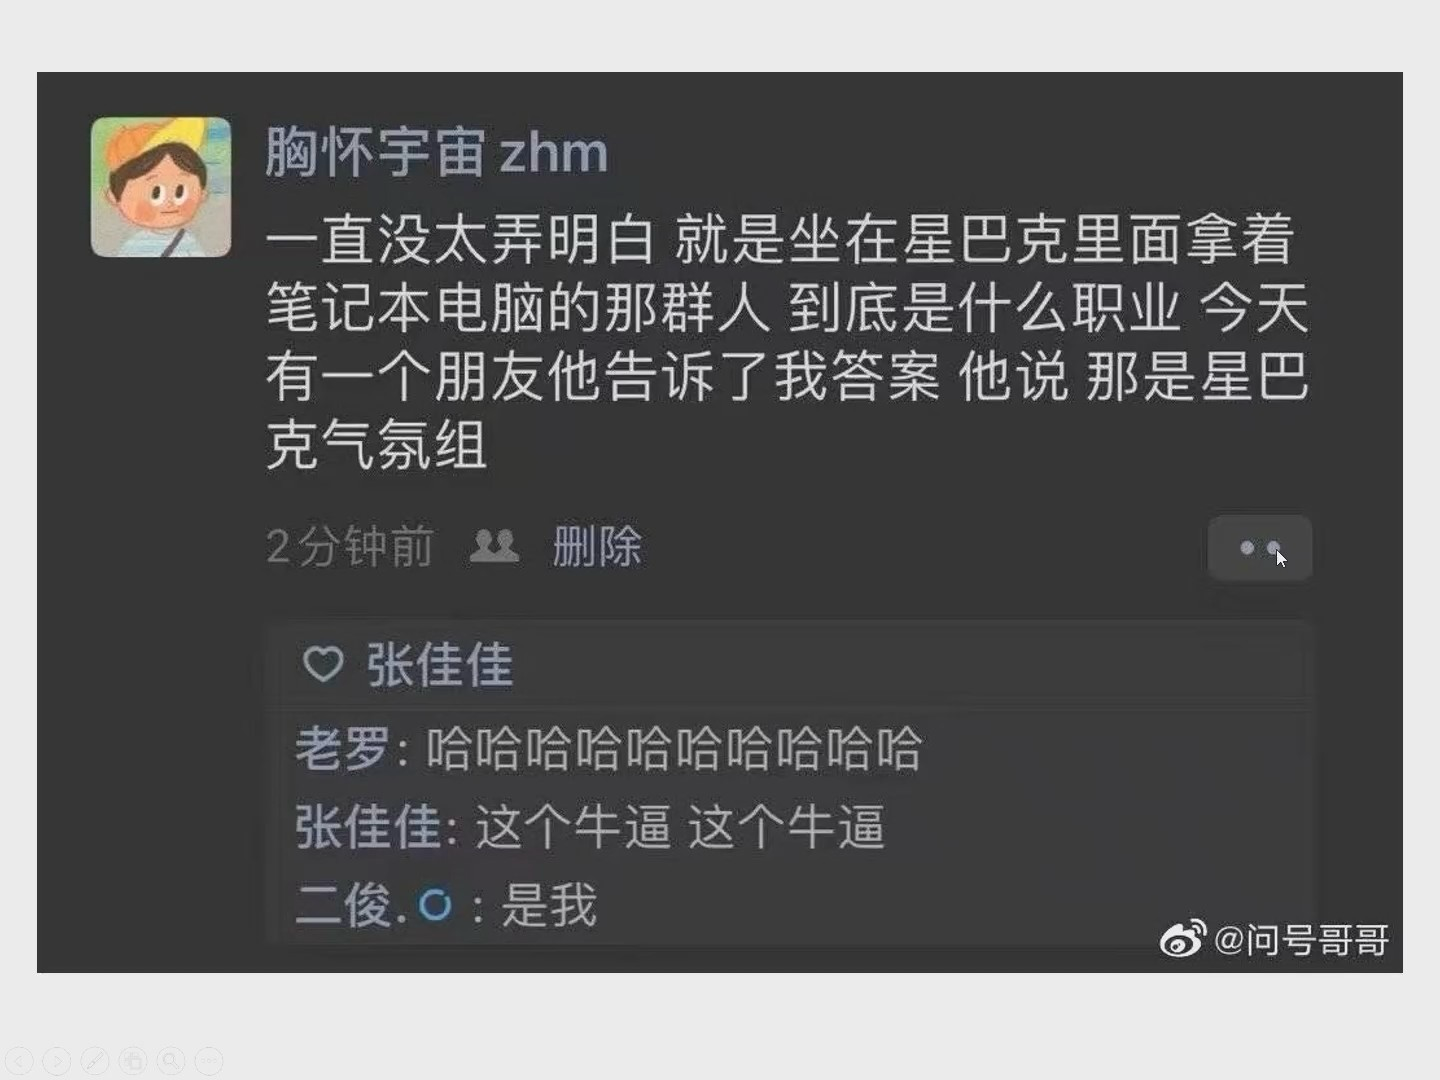 胸怀宇宙zhm
一直没太弄明白 就是坐在星巴克里面拿着
笔记本电脑的那群人 到底是什么职业 今天
有一个朋友他告诉了我答案 他说 那是星巴
克气氛组
2分钟前 删除
张佳佳
老罗: 哈哈哈哈哈哈哈哈哈哈
张佳佳: 这个牛逼 这个牛逼
二俊. : 是我
@问号哥哥